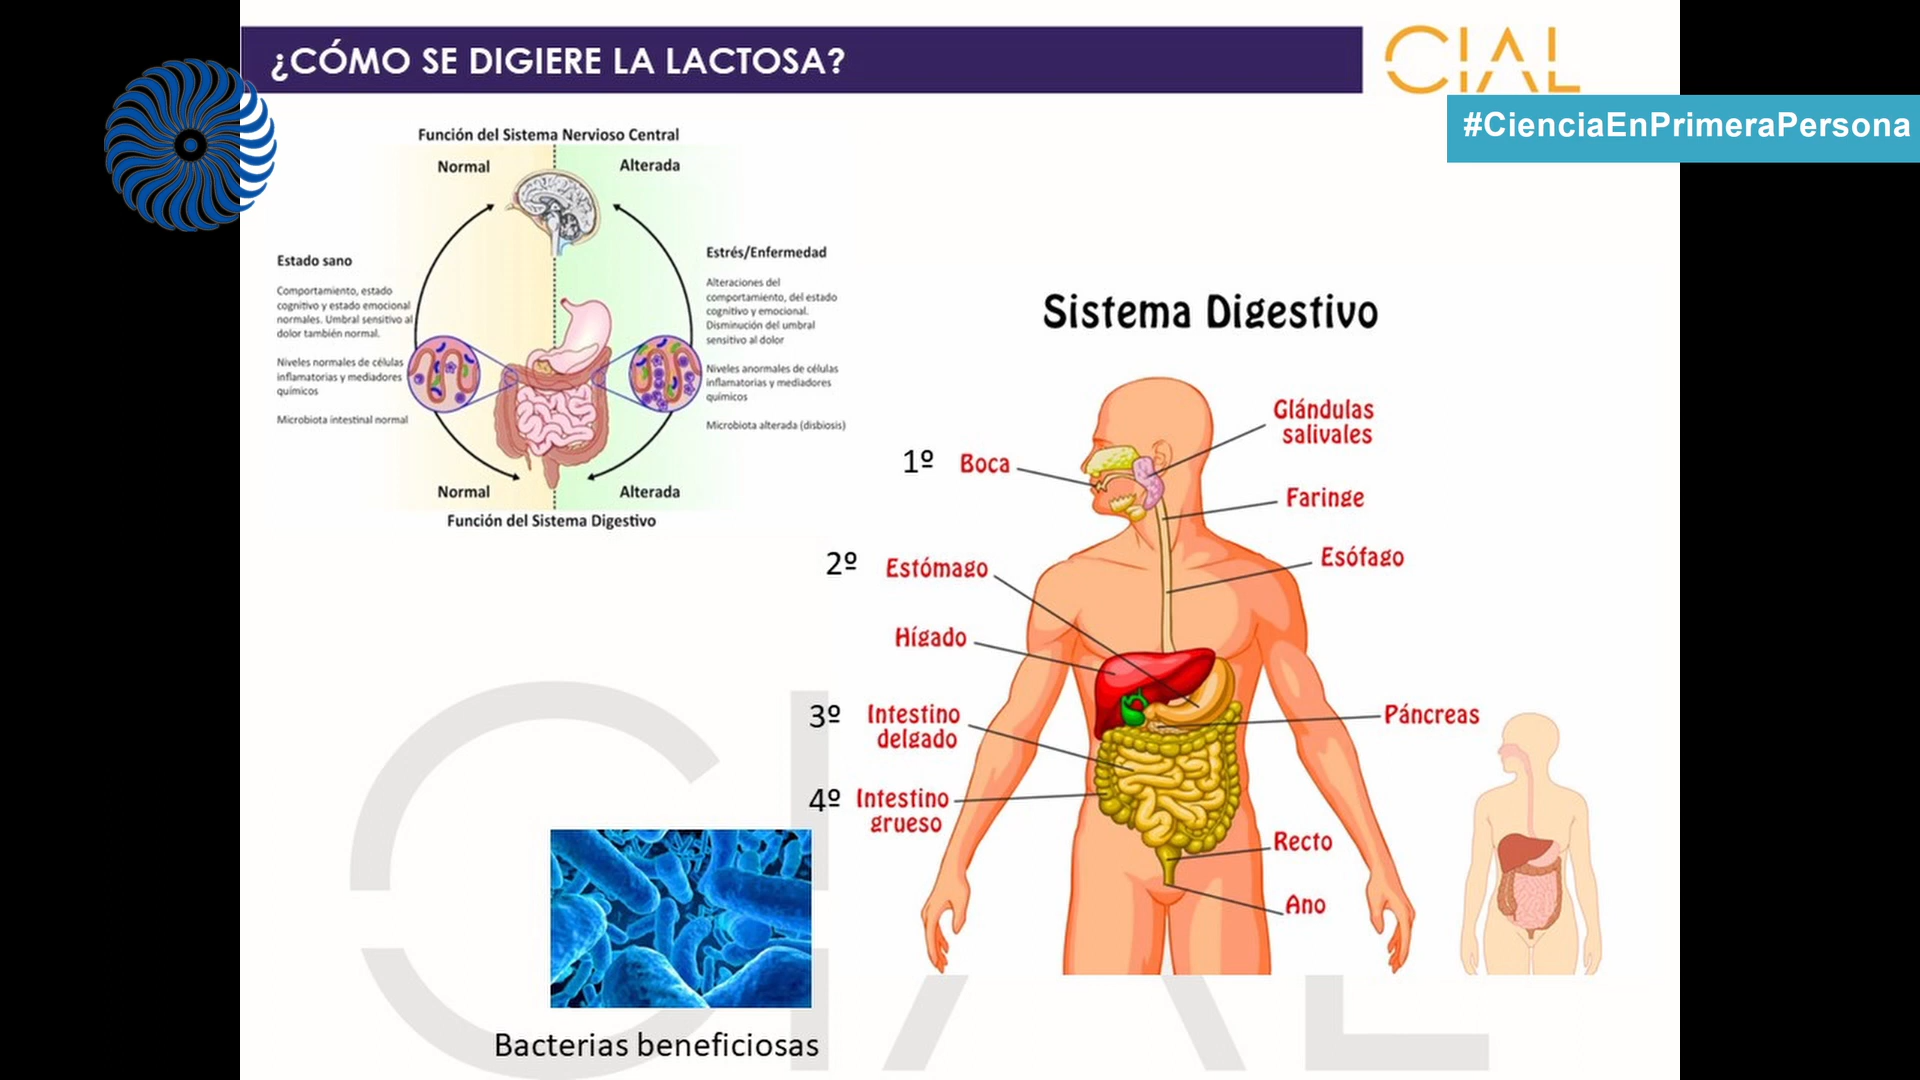 ¿CÓMO SE DIGIERE LA LACTOSA?
CIAL
#CienciaEnPrimeraPersona
Función del Sistema Nervioso Central
Normal
Alterada
Estado sano
Comportamiento, estado
cognitivo y estado emocional
normales. Umbral sensitivo al
dolor también normal.
Niveles normales de células
inflamatorias y mediadores
químicos
Microbiota intestinal normal
Estrés/Enfermedad
Alteraciones del
comportamiento, del estado
cognitivo y emocional.
Disminución del umbral
sensitivo al dolor
Niveles anormales de células
inflamatorias y mediadores
químicos
Microbiota alterada (disbiosis)
Normal
Alterada
Función del Sistema Digestivo
Sistema Digestivo
Glándulas
salivales
1º Boca
Faringe
Esófago
2º Estómago
Hígado
3º Intestino
delgado
Páncreas
4º Intestino
grueso
Recto
Ano
Bacterias beneficiosas
CIAL